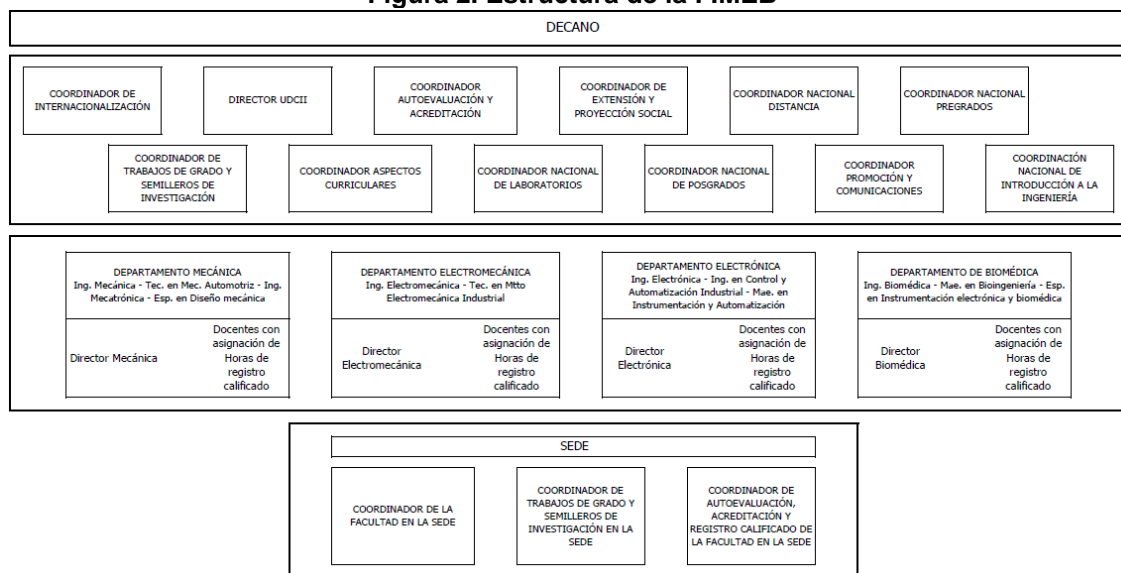 Figura 2. Estructura de la FIMEB
DECANO
COORDINADOR DE
INTERNACIONALIZACIÓN
DIRECTOR UDCII
COORDINADOR
AUTOEVALUACIÓN Y
ACREDITACIÓN
COORDINADOR DE
EXTENSIÓN Y
PROYECCIÓN SOCIAL
COORDINADOR NACIONAL
DISTANCIA
COORDINADOR NACIONAL
PREGRADOS
COORDINADOR DE
TRABAJOS DE GRADO Y
SEMILLEROS DE
INVESTIGACIÓN
COORDINADOR ASPECTOS
CURRICULARES
COORDINADOR NACIONAL
DE LABORATORIOS
COORDINADOR NACIONAL
DE POSGRADOS
COORDINADOR
PROMOCIÓN Y
COMUNICACIONES
COORDINACIÓN
NACIONAL DE
INTRODUCCIÓN A LA
INGENIERÍA
DEPARTAMENTO MECÁNICA
Ing. Mecánica - Tec. en Mec. Automotriz - Ing.
Mecatrónica - Esp. en Diseño mecánica
Director Mecánica
Docentes con
asignación de
Horas de
registro
calificado
DEPARTAMENTO ELECTROMECÁNICA
Ing. Electromecánica - Tec. en Mtto
Electromecánica Industrial
Director
Electromecánica
Docentes con
asignación de
Horas de
registro
calificado
DEPARTAMENTO ELECTRÓNICA
Ing. Electrónica - Ing. en Control y
Automatización Industrial - Mae. en
Instrumentación y Automatización
Director
Electrónica
Docentes con
asignación de
Horas de
registro
calificado
DEPARTAMENTO DE BIOMÉDICA
Ing. Biomédica - Mae. en Bioingeniería - Esp.
en Instrumentación electrónica y biomédica
Director
Biomédica
Docentes con
asignación de
Horas de
registro
calificado
SEDE
COORDINADOR DE LA
FACULTAD EN LA SEDE
COORDINADOR DE
TRABAJOS DE GRADO Y
SEMILLEROS DE
INVESTIGACIÓN EN LA
SEDE
COORDINADOR DE
AUTOEVALUACIÓN,
ACREDITACIÓN Y
REGISTRO CALIFICADO DE
LA FACULTAD EN LA SEDE